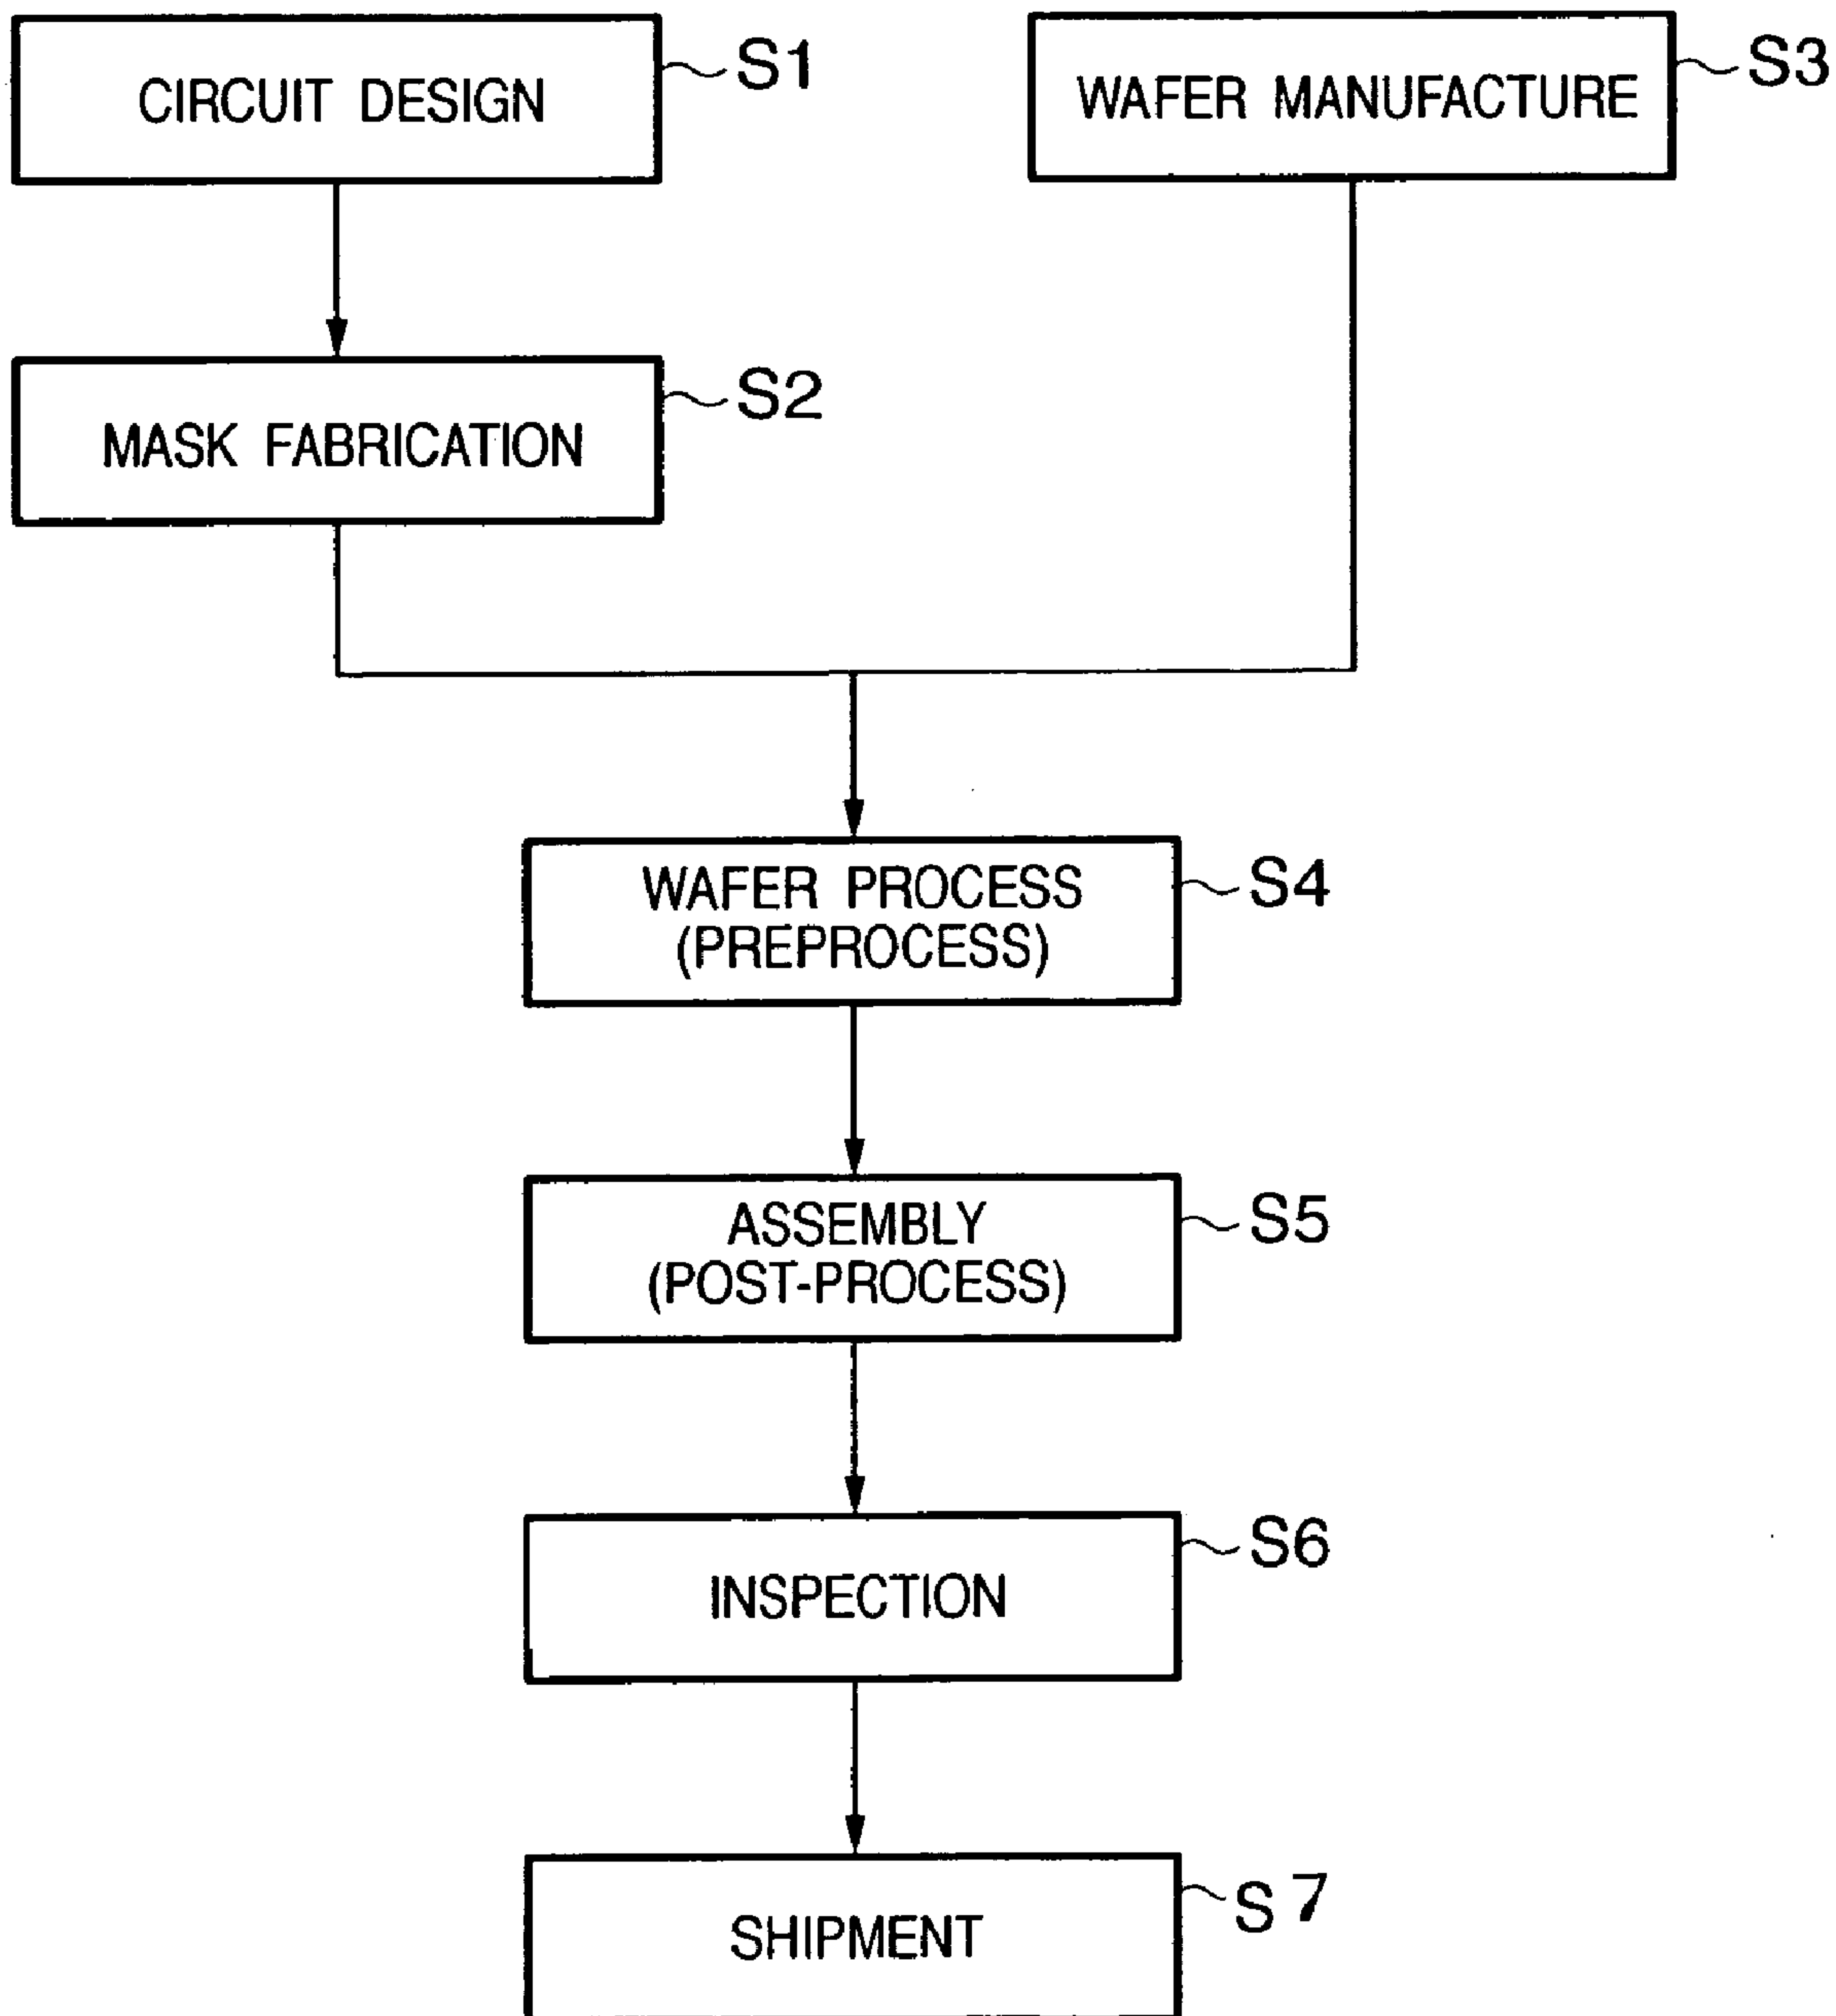 CIRCUIT DESIGN
S1
WAFER MANUFACTURE
S3
MASK FABRICATION
S2
WAFER PROCESS
(PREPROCESS)
S4
ASSEMBLY
(POST-PROCESS)
S5
INSPECTION
S6
SHIPMENT
S7